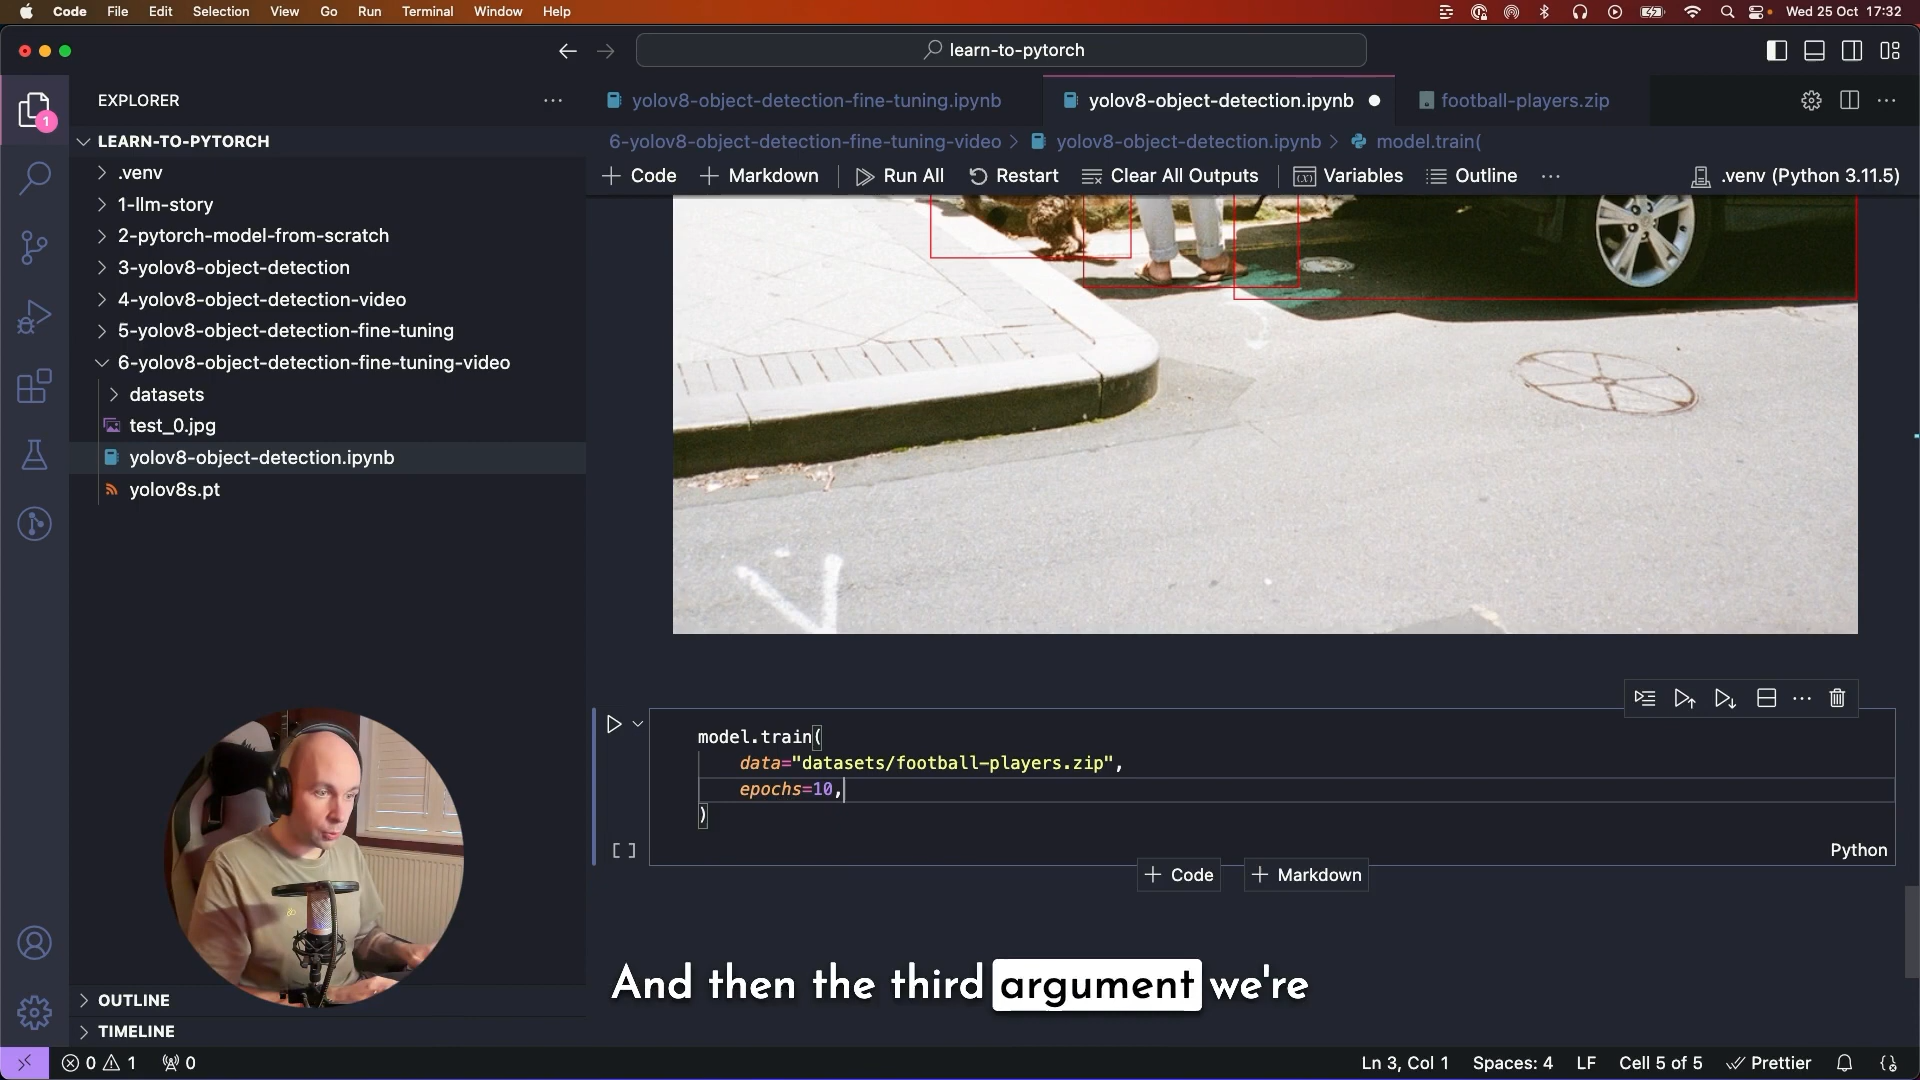 Code File Edit Selection View Go Run Terminal Window Help Wed 25 Oct 17:32
learn-to-pytorch
EXPLORER
LEARN-TO-PYTORCH
.venv
1-llm-story
2-pytorch-model-from-scratch
3-yolov8-object-detection
4-yolov8-object-detection-video
5-yolov8-object-detection-fine-tuning
6-yolov8-object-detection-fine-tuning-video
datasets
test_0.jpg
yolov8-object-detection.ipynb
yolov8s.pt
OUTLINE
TIMELINE
1
yolov8-object-detection-fine-tuning.ipynb yolov8-object-detection.ipynb football-players.zip
6-yolov8-object-detection-fine-tuning-video > yolov8-object-detection.ipynb > model.train(
+ Code + Markdown Run All Restart Clear All Outputs Variables Outline ··· .venv (Python 3.11.5)
model.train(
data="datasets/football-players.zip",
epochs=10,
)
[ ] Python
+ Code + Markdown
And then the third argument we're
0 1 0 Ln 3, Col 1 Spaces: 4 LF Cell 5 of 5 Prettier